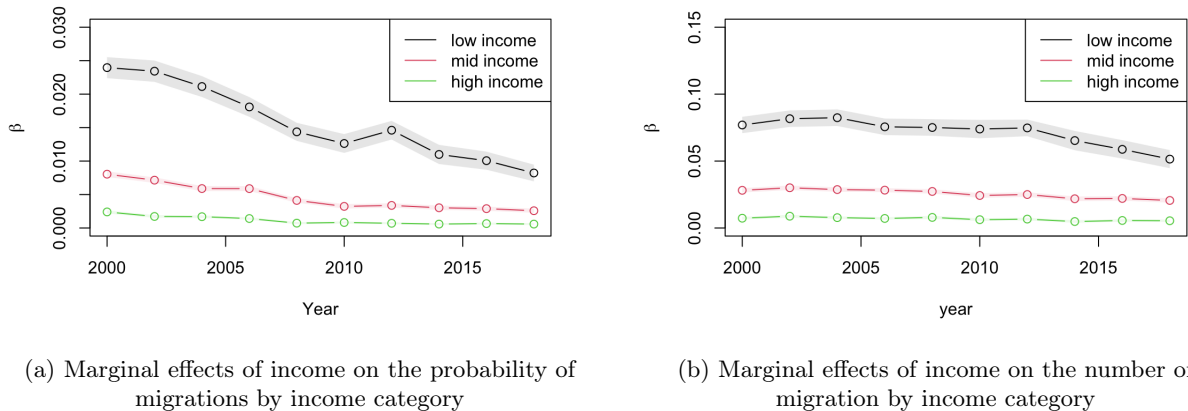 0.030
0.020
0.010
0.000
β
low income
mid income
high income
2000
2005
2010
2015
Year
(a) Marginal effects of income on the probability of
migrations by income category
0.15
0.10
0.05
0.00
β
low income
mid income
high income
2000
2005
2010
2015
year
(b) Marginal effects of income on the number of
migration by income category